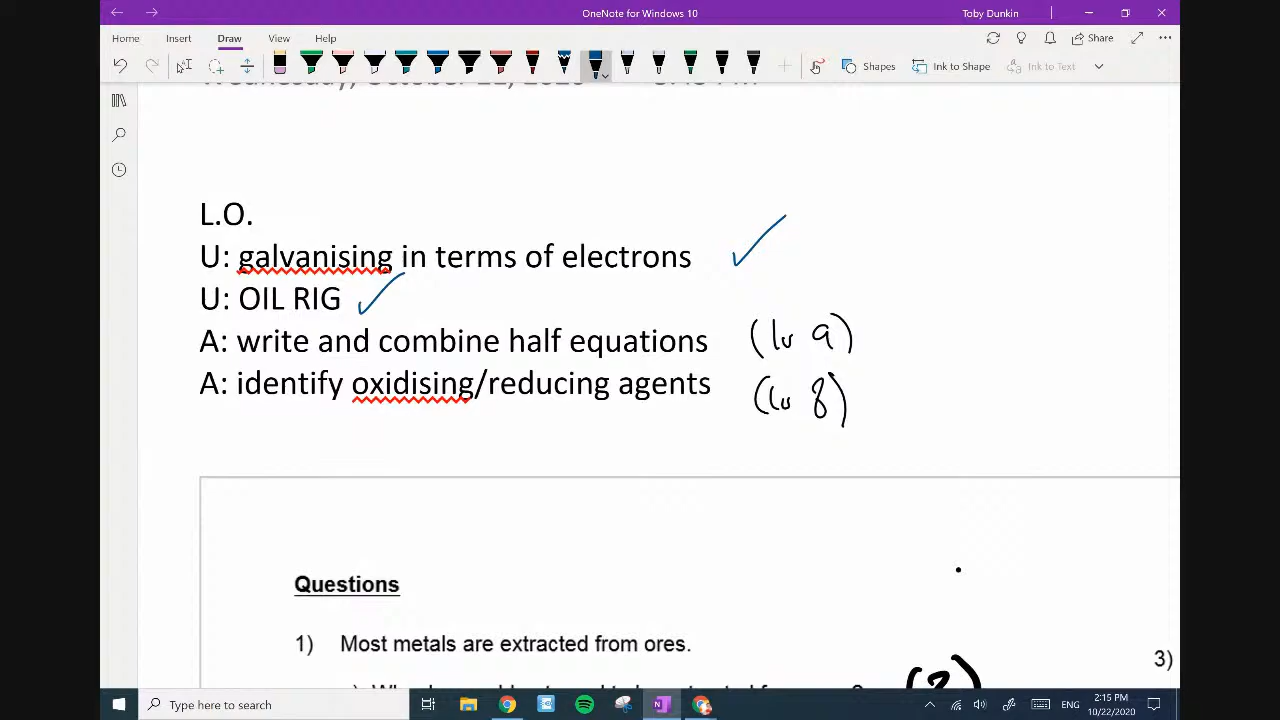 OneNote for Windows 10
Toby Dunkin
Home Insert Draw View Help
Share
Shapes Ink to Shape Ink to Text
L.O.
U: galvanising in terms of electrons
U: OIL RIG
A: write and combine half equations (lv 9)
A: identify oxidising/reducing agents (lv 8)
Questions
1) Most metals are extracted from ores.
3)
(2)
Type here to search
ENG
2:15 PM
10/22/2020